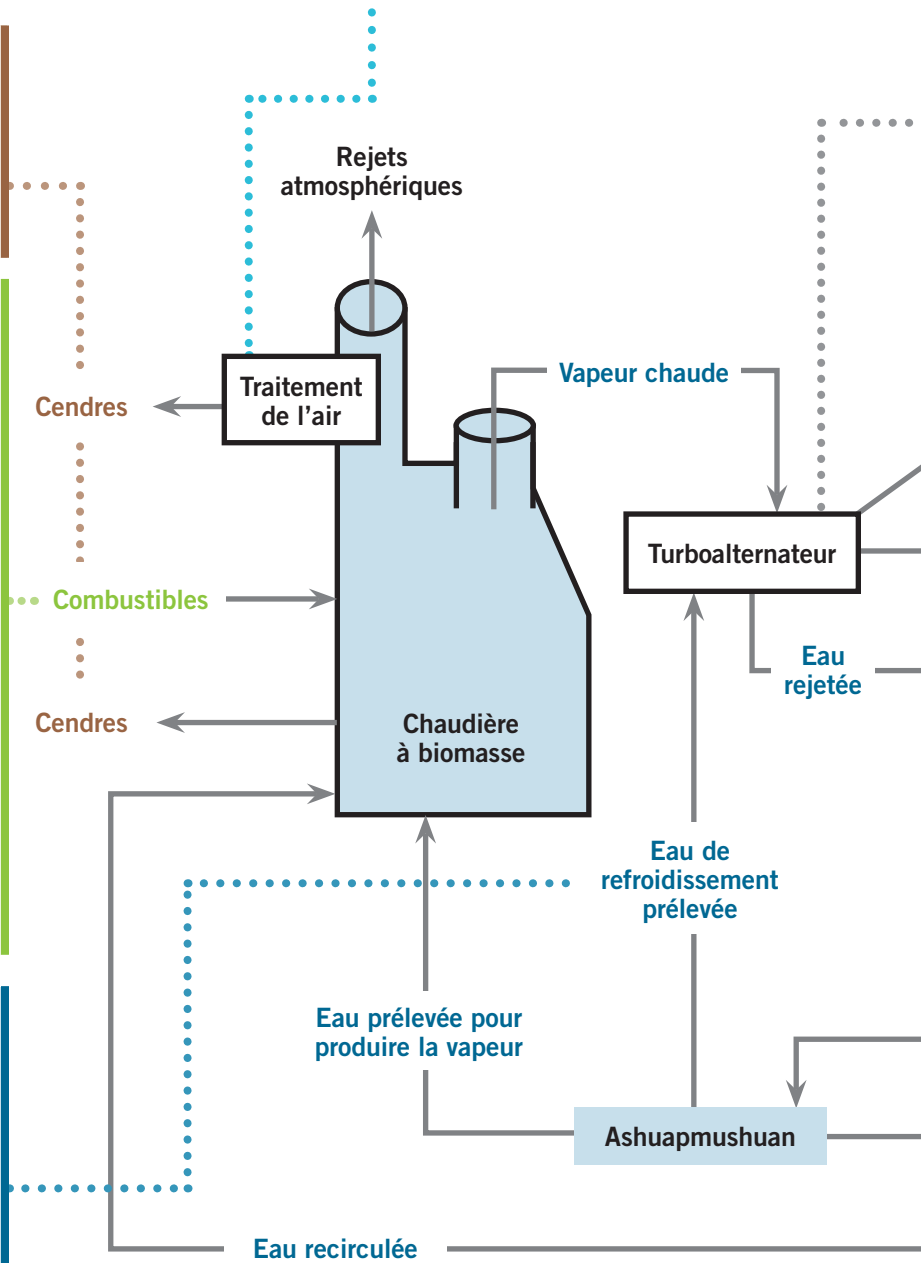 Rejets
atmosphériques
Vapeur chaude
Traitement
de l’air
Cendres
Turboalternateur
Combustibles
Eau
rejetée
Cendres
Chaudière
à biomasse
Eau de
refroidissement
prélevée
Eau prélevée pour
produire la vapeur
Ashuapmushuan
Eau recirculée